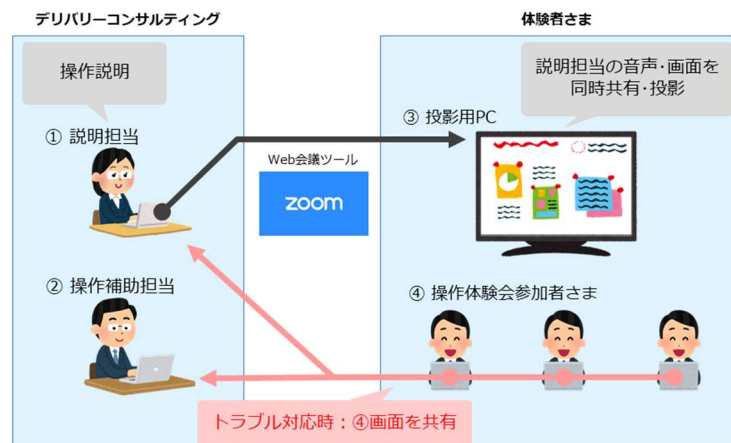 デリバリーコンサルティング
体験者さま
操作説明
説明担当の音声・画面を
同時共有・投影
① 説明担当
③ 投影用PC
Web会議ツール
zoom
② 操作補助担当
④ 操作体験会参加者さま
トラブル対応時：④画面を共有